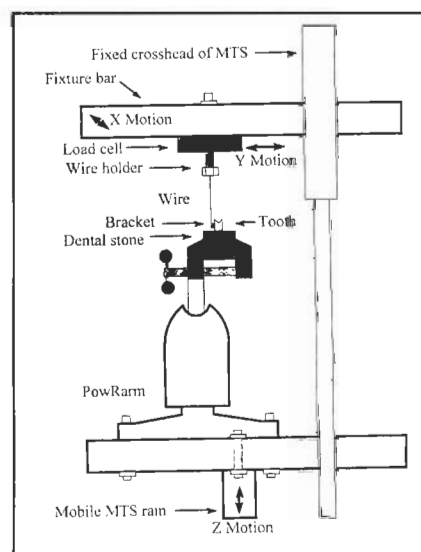 Fixed crosshead of MTS
Fixture bar
X Motion
Load cell
Y Motion
Wire holder
Wire
Bracket
Tooth
Dental stone
PowRarm
Mobile MTS rain
Z Motion